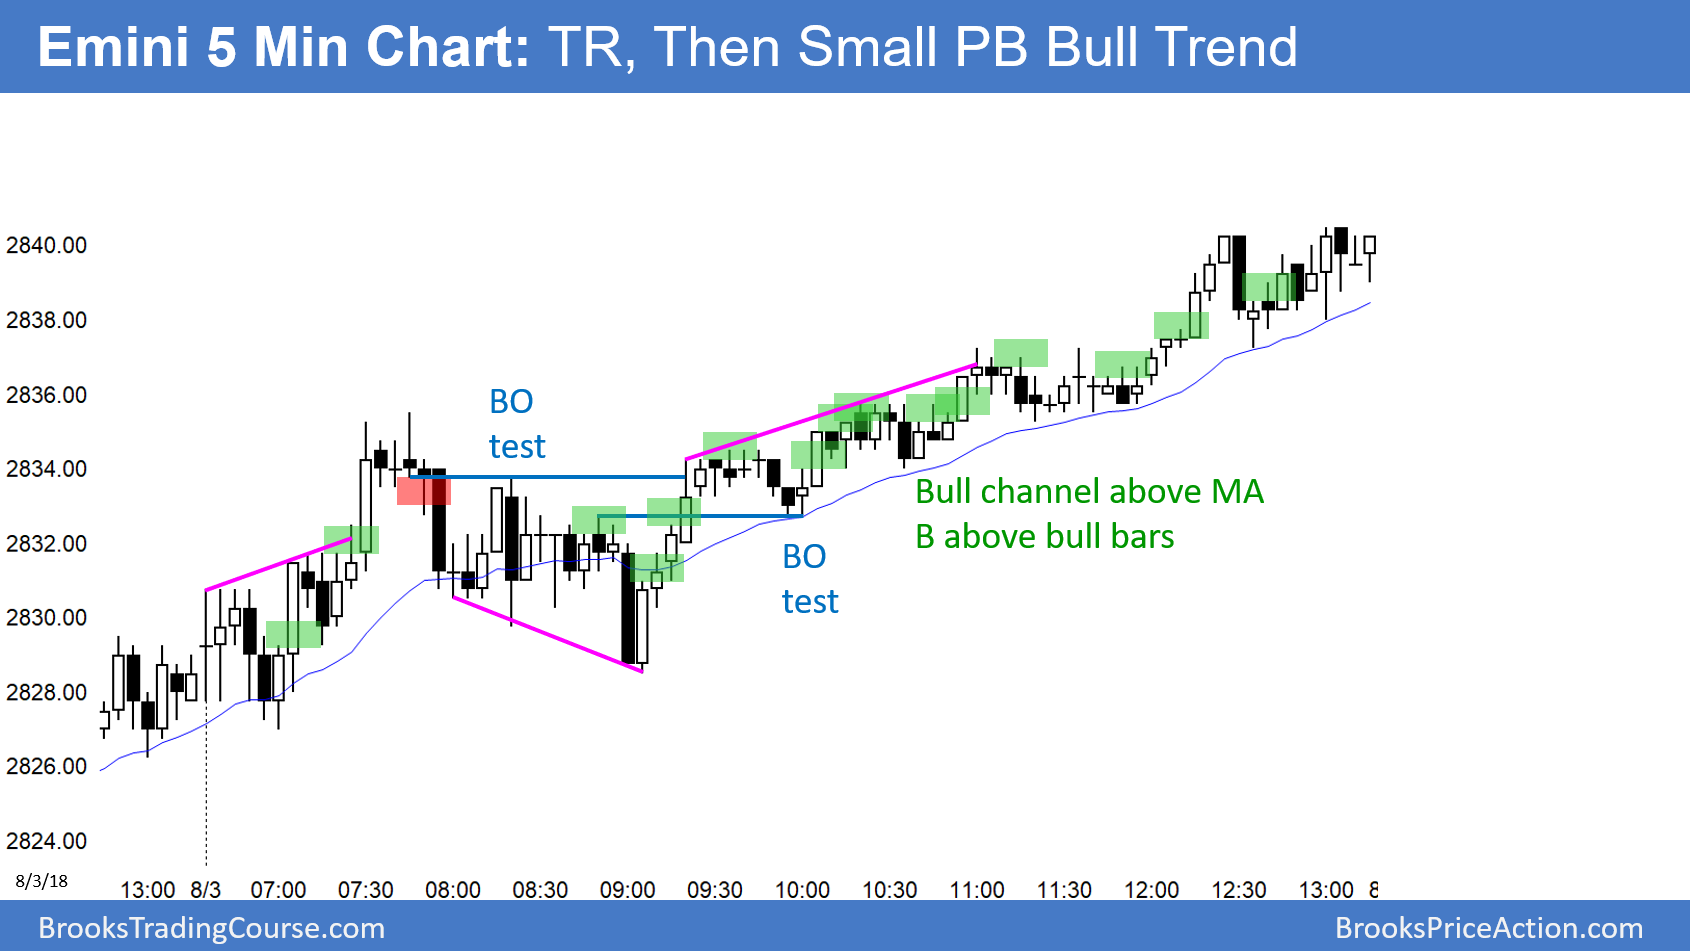 Emini 5 Min Chart: TR, Then Small PB Bull Trend
2840.00
2838.00
2836.00
2834.00
2832.00
2830.00
2828.00
2826.00
2824.00
BO
test
BO
test
Bull channel above MA
B above bull bars
8/3/18
13:00 8/3 07:00 07:30 08:00 08:30 09:00 09:30 10:00 10:30 11:00 11:30 12:00 12:30 13:00 8
BrooksTradingCourse.com
BrooksPriceAction.com